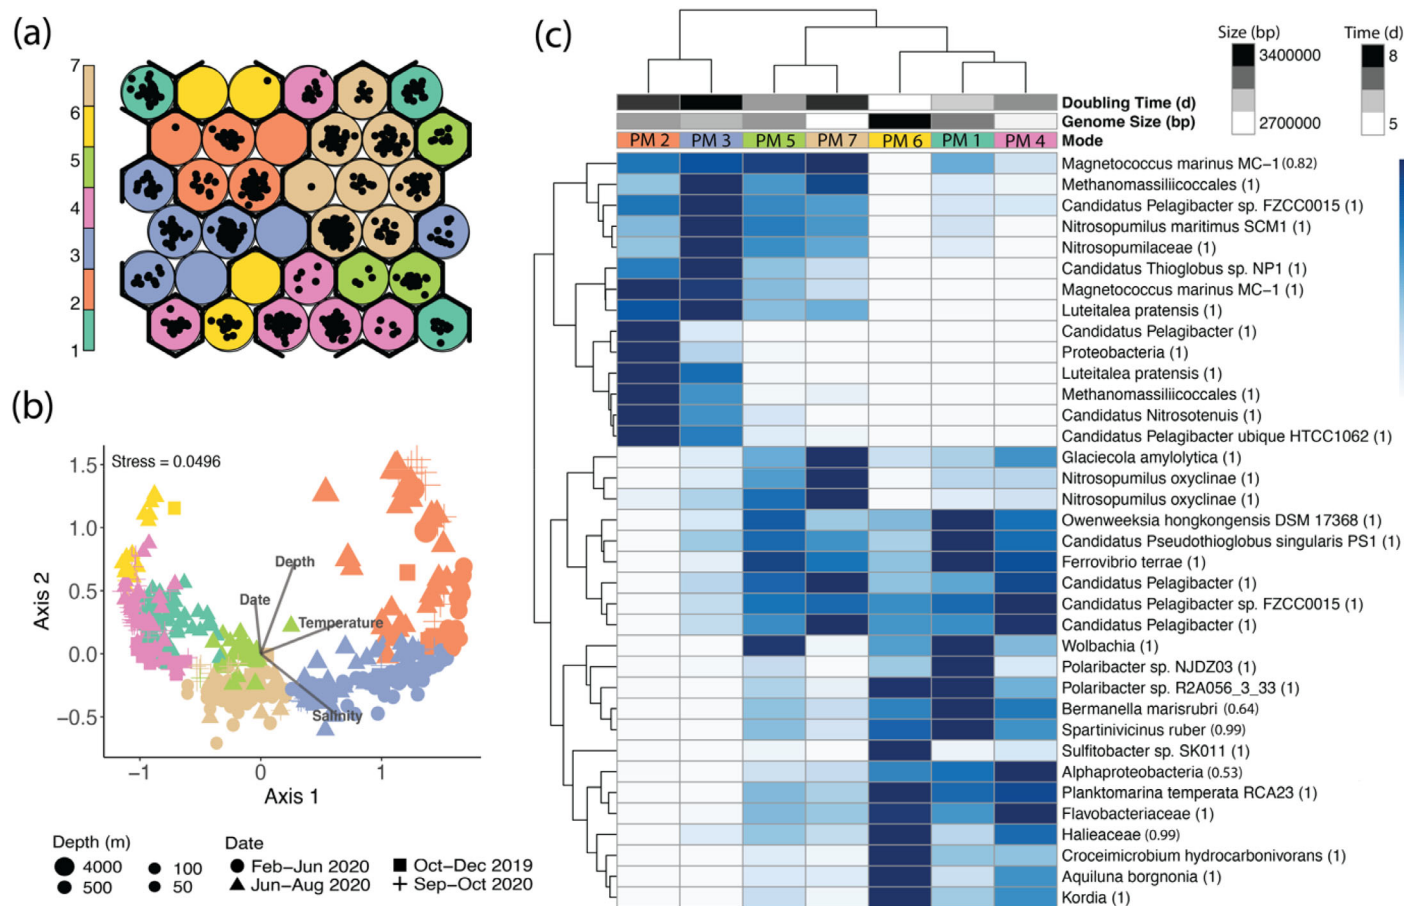 (a)
7
6
5
4
3
2
1
(b)
Stress = 0.0496
1.5
1.0
0.5
0.0
−0.5
Axis 2
Depth
Date
Temperature
Salinity
−1
0
1
Axis 1
Depth (m)
4000
500
100
50
Date
Feb−Jun 2020
Jun−Aug 2020
Oct−Dec 2019
Sep−Oct 2020
(c)
Size (bp)
3400000
2700000
Time (d)
8
5
Doubling Time (d)
Genome Size (bp)
Mode
PM 2 PM 3 PM 5 PM 7 PM 6 PM 1 PM 4
Magnetococcus marinus MC−1 (0.82)
Methanomassiliicoccales (1)
Candidatus Pelagibacter sp. FZCC0015 (1)
Nitrosopumilus maritimus SCM1 (1)
Nitrosopumilaceae (1)
Candidatus Thioglobus sp. NP1 (1)
Magnetococcus marinus MC−1 (1)
Luteitalea pratensis (1)
Candidatus Pelagibacter (1)
Proteobacteria (1)
Luteitalea pratensis (1)
Methanomassiliicoccales (1)
Candidatus Nitrosotenuis (1)
Candidatus Pelagibacter ubique HTCC1062 (1)
Glaciecola amylolytica (1)
Nitrosopumilus oxyclinae (1)
Nitrosopumilus oxyclinae (1)
Owenweeksia hongkongensis DSM 17368 (1)
Candidatus Pseudothioglobus singularis PS1 (1)
Ferrovibrio terrae (1)
Candidatus Pelagibacter (1)
Candidatus Pelagibacter sp. FZCC0015 (1)
Candidatus Pelagibacter (1)
Wolbachia (1)
Polaribacter sp. NJDZ03 (1)
Polaribacter sp. R2A056_3_33 (1)
Bermanella marisrubri (0.64)
Spartinivicinus ruber (0.99)
Sulfitobacter sp. SK011 (1)
Alphaproteobacteria (0.53)
Planktomarina temperata RCA23 (1)
Flavobacteriaceae (1)
Halieaceae (0.99)
Croceimicrobium hydrocarbonivorans (1)
Aquiluna borgnonia (1)
Kordia (1)